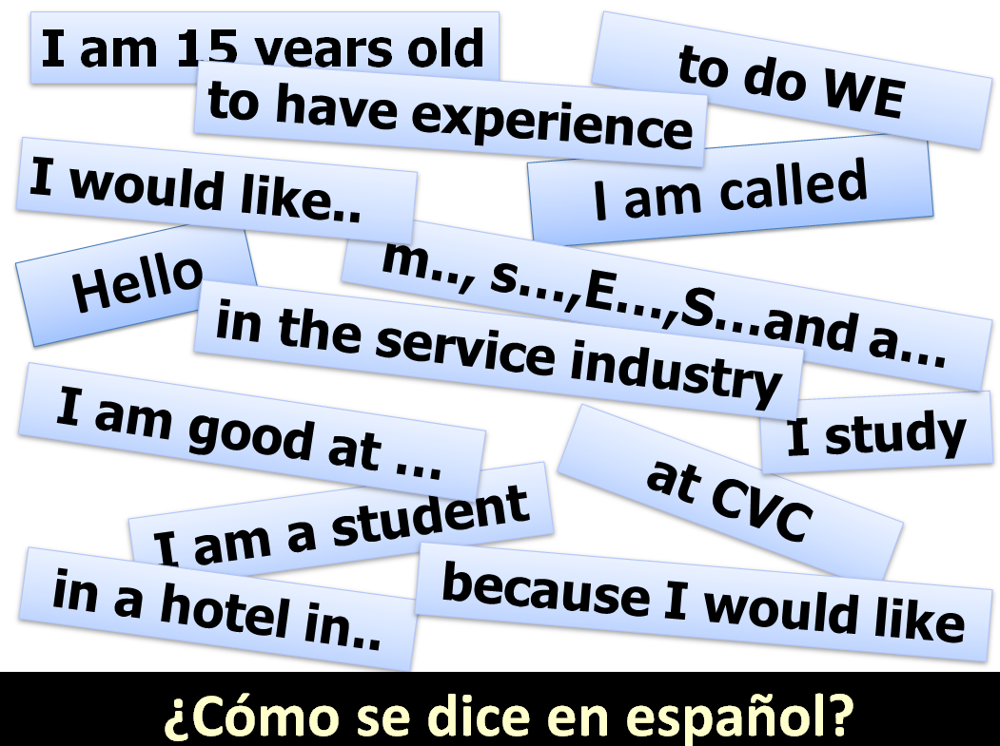 I am 15 years old
to do WE
to have experience
I would like..
I am called
Hello
m.., s...,E...,S...and a...
in the service industry
I am good at ...
I study
at CVC
I am a student
in a hotel in..
because I would like
¿Cómo se dice en español?